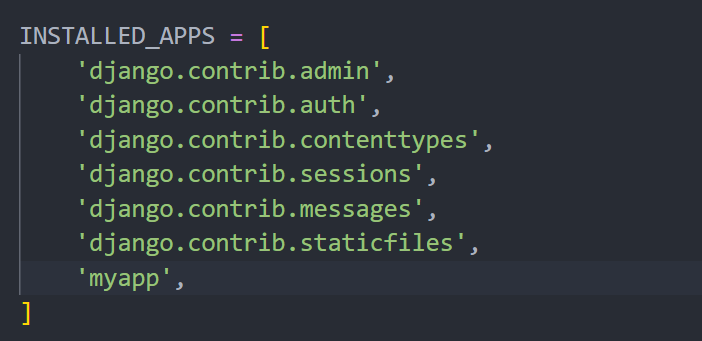 INSTALLED_APPS = [
    'django.contrib.admin',
    'django.contrib.auth',
    'django.contrib.contenttypes',
    'django.contrib.sessions',
    'django.contrib.messages',
    'django.contrib.staticfiles',
    'myapp',
]